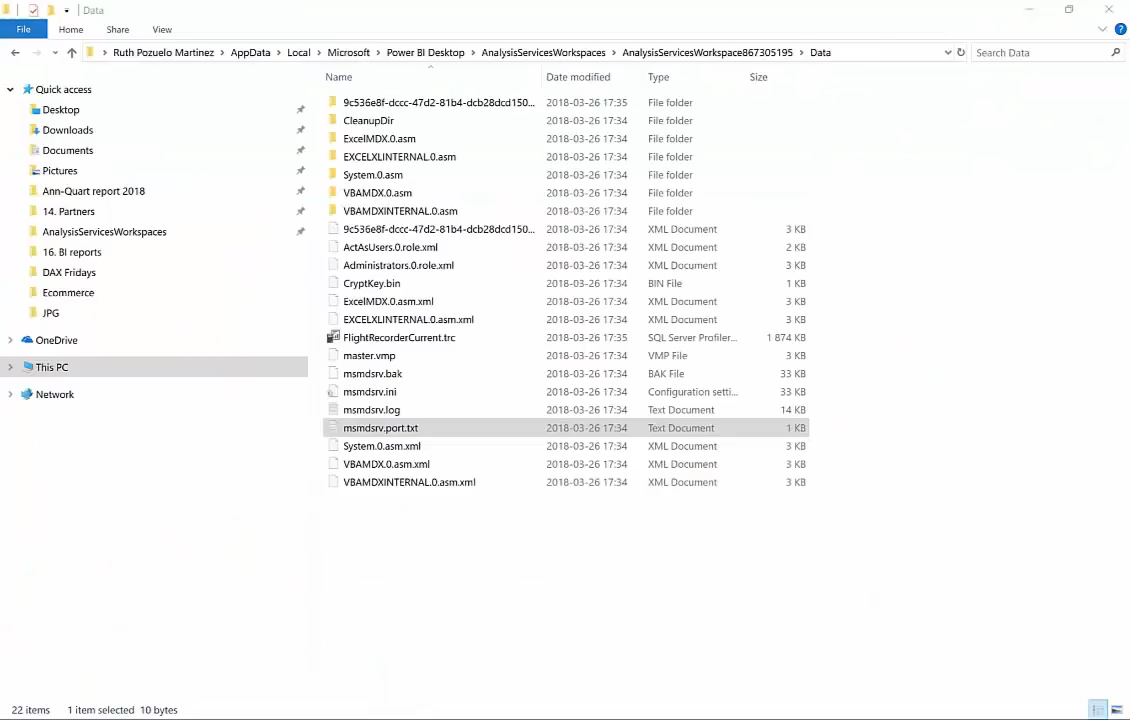 Data
File Home Share View
Ruth Pozuelo Martinez > AppData > Local > Microsoft > Power BI Desktop > AnalysisServicesWorkspaces > AnalysisServicesWorkspace867305195 > Data Search Data
Name Date modified Type Size
Quick access
Desktop
Downloads
Documents
Pictures
Ann-Quart report 2018
14. Partners
AnalysisServicesWorkspaces
16. BI reports
DAX Fridays
Ecommerce
JPG
OneDrive
This PC
Network
9c536e8f-dccc-47d2-81b4-dcb28dcd150... 2018-03-26 17:35 File folder
CleanupDir 2018-03-26 17:34 File folder
ExcelMDX.0.asm 2018-03-26 17:34 File folder
EXCELXLINTERNAL.0.asm 2018-03-26 17:34 File folder
System.0.asm 2018-03-26 17:34 File folder
VBAMDX.0.asm 2018-03-26 17:34 File folder
VBAMDXINTERNAL.0.asm 2018-03-26 17:34 File folder
9c536e8f-dccc-47d2-81b4-dcb28dcd150... 2018-03-26 17:34 XML Document 3 KB
ActAsUsers.0.role.xml 2018-03-26 17:34 XML Document 2 KB
Administrators.0.role.xml 2018-03-26 17:34 XML Document 3 KB
CryptKey.bin 2018-03-26 17:34 BIN File 1 KB
ExcelMDX.0.asm.xml 2018-03-26 17:34 XML Document 3 KB
EXCELXLINTERNAL.0.asm.xml 2018-03-26 17:34 XML Document 3 KB
FlightRecorderCurrent.trc 2018-03-26 17:35 SQL Server Profiler... 1 874 KB
master.vmp 2018-03-26 17:34 VMP File 3 KB
msmdsrv.bak 2018-03-26 17:34 BAK File 33 KB
msmdsrv.ini 2018-03-26 17:34 Configuration setti... 33 KB
msmdsrv.log 2018-03-26 17:34 Text Document 14 KB
msmdsrv.port.txt 2018-03-26 17:34 Text Document 1 KB
System.0.asm.xml 2018-03-26 17:34 XML Document 3 KB
VBAMDX.0.asm.xml 2018-03-26 17:34 XML Document 3 KB
VBAMDXINTERNAL.0.asm.xml 2018-03-26 17:34 XML Document 3 KB
22 items 1 item selected 10 bytes